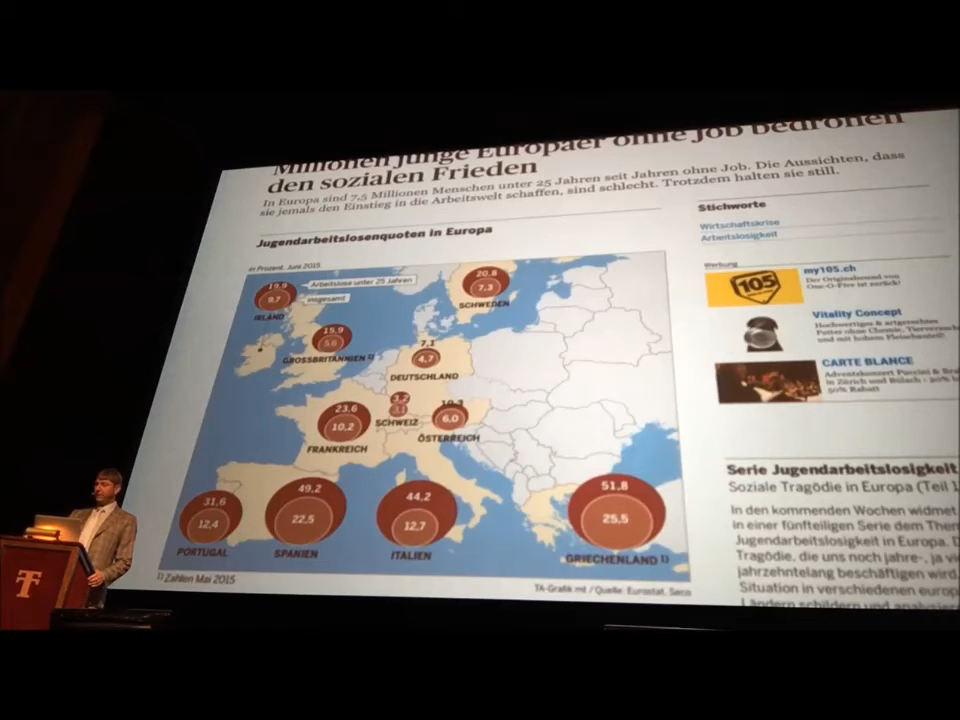 Millionen junge Europäer ohne Job bedrohen
den sozialen Frieden
In Europa sind 7,5 Millionen Menschen unter 25 Jahren seit Jahren ohne Job. Die Aussichten, dass
sie jemals den Einstieg in die Arbeitswelt schaffen, sind schlecht. Trotzdem halten sie still.
Jugendarbeitslosenquoten in Europa
in Prozent, Juni 2015
19,9
Arbeitslose unter 25 Jahren
9,7
insgesamt
IRLAND
20,8
7,3
SCHWEDEN
15,9
5,6
GROSSBRITANNIEN 1)
7,1
4,7
DEUTSCHLAND
3,2
3,1
SCHWEIZ
10,3
6,0
ÖSTERREICH
23,6
10,2
FRANKREICH
31,6
12,4
PORTUGAL
49,2
22,5
SPANIEN
44,2
12,7
ITALIEN
51,8
25,5
GRIECHENLAND 1)
1) Zahlen Mai 2015
TA-Grafik mt / Quelle: Eurostat, Seco
Stichworte
Wirtschaftskrise
Arbeitslosigkeit
Werbung
105
my105.ch
Der Originalsound von
One-O-Five ist zurück!
Vitality Concept
Hochwertiges & artgerechtes
Futter ohne Chemie,
und mit hohem Fleischanteil!
CARTE BLANCE
Adventskonzert Puccini &
in Zürich und Bülach - 20%
50% Rabatt
Serie Jugendarbeitslosigkeit
Soziale Tragödie in Europa (Teil 1
In den kommenden Wochen widmet
in einer fünfteiligen Serie dem
Jugendarbeitslosigkeit in Europa.
Tragödie, die uns noch jahre-, ja
jahrzehntelang beschäftigen wird.
Situation in verschiedenen
Ländern schildern und
T